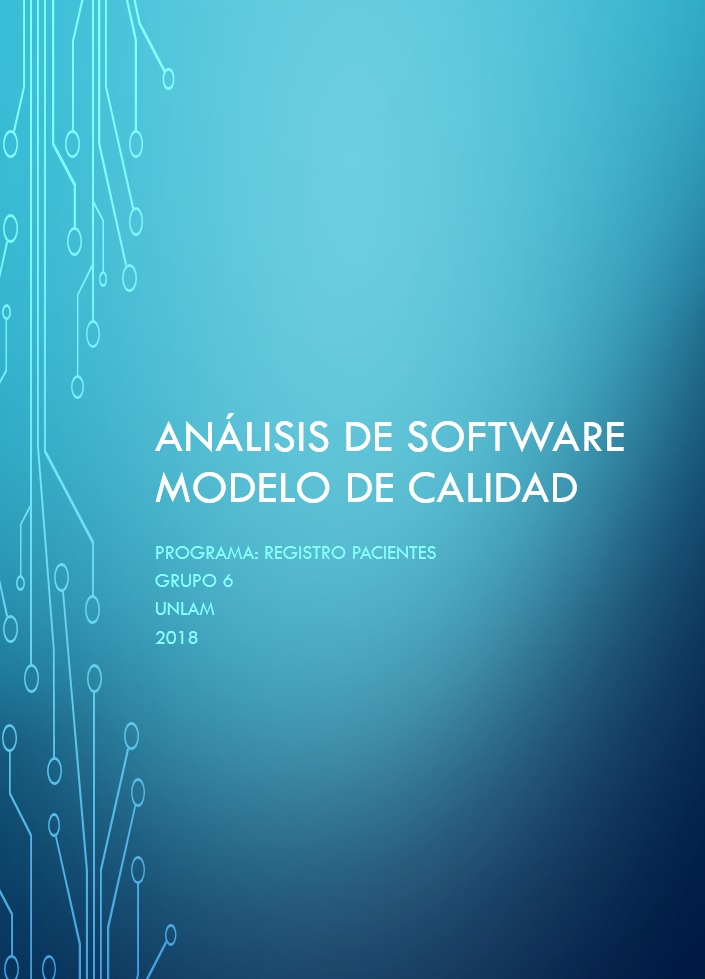 ANÁLISIS DE SOFTWARE
MODELO DE CALIDAD
PROGRAMA: REGISTRO PACIENTES
GRUPO 6
UNLAM
2018